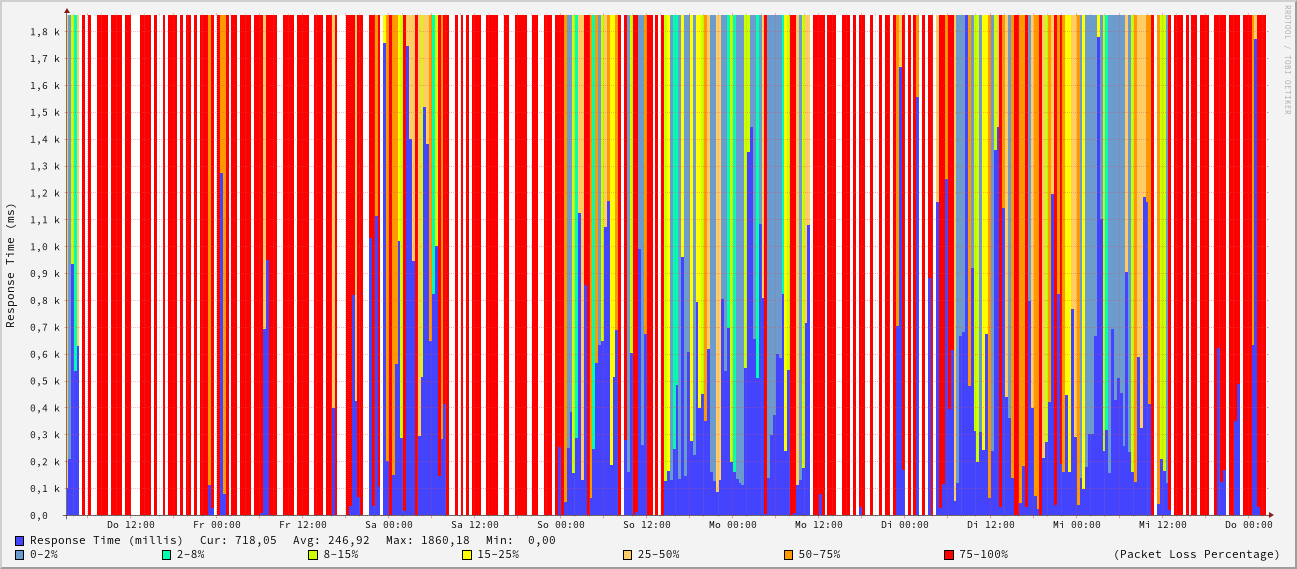 RRDTOOL / TOBI OETIKER
Response Time (ms)
1,8 k
1,7 k
1,6 k
1,5 k
1,4 k
1,3 k
1,2 k
1,1 k
1,0 k
0,9 k
0,8 k
0,7 k
0,6 k
0,5 k
0,4 k
0,3 k
0,2 k
0,1 k
0,0
Do 12:00 Fr 00:00 Fr 12:00 Sa 00:00 Sa 12:00 So 00:00 So 12:00 Mo 00:00 Mo 12:00 Di 00:00 Di 12:00 Mi 00:00 Mi 12:00 Do 00:00
Response Time (millis) Cur: 718,05 Avg: 246,92 Max: 1860,18 Min: 0,00
0-2% 2-8% 8-15% 15-25% 25-50% 50-75% 75-100% (Packet Loss Percentage)